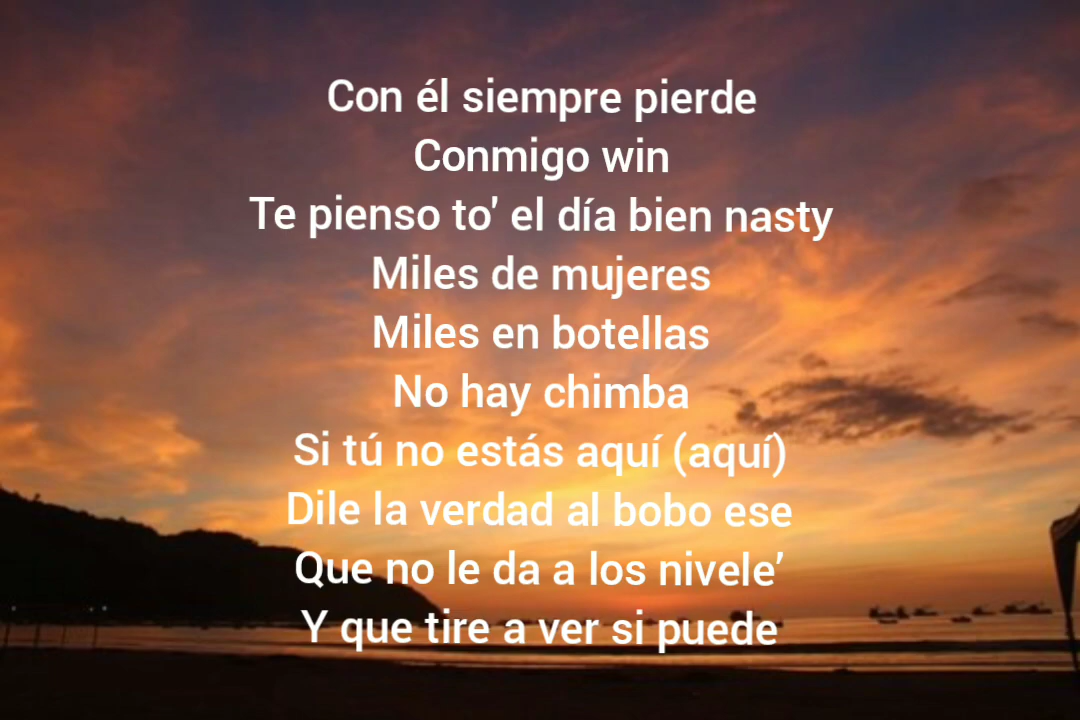 Con él siempre pierde
Conmigo win
Te pienso to' el día bien nasty
Miles de mujeres
Miles en botellas
No hay chimba
Si tú no estás aquí (aquí)
Dile la verdad al bobo ese
Que no le da a los nivele'
Y que tire a ver si puede